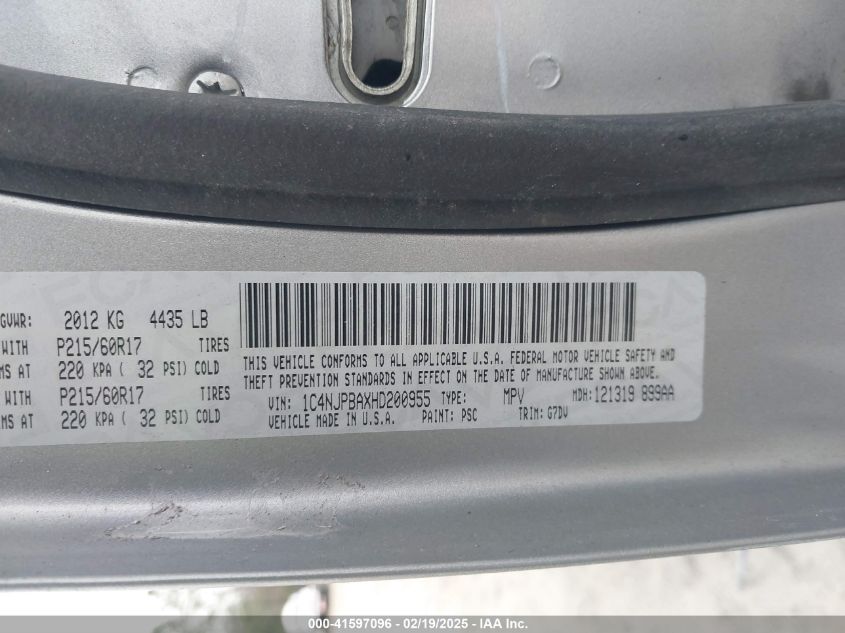 GVWR: 2012 KG 4435 LB
WITH P215/60R17 TIRES
MS AT 220 KPA ( 32 PSI) COLD
WITH P215/60R17 TIRES
MS AT 220 KPA ( 32 PSI) COLD
THIS VEHICLE CONFORMS TO ALL APPLICABLE U.S.A. FEDERAL MOTOR VEHICLE SAFETY AND
THEFT PREVENTION STANDARDS IN EFFECT ON THE DATE OF MANUFACTURE SHOWN ABOVE.
VIN: 1C4NJPBAXHD200955 TYPE: MPV MDH: 121319 899AA
VEHICLE MADE IN U.S.A. PAINT: PSC TRIM: G7DV
000-41597096 - 02/19/2025 - IAA Inc.